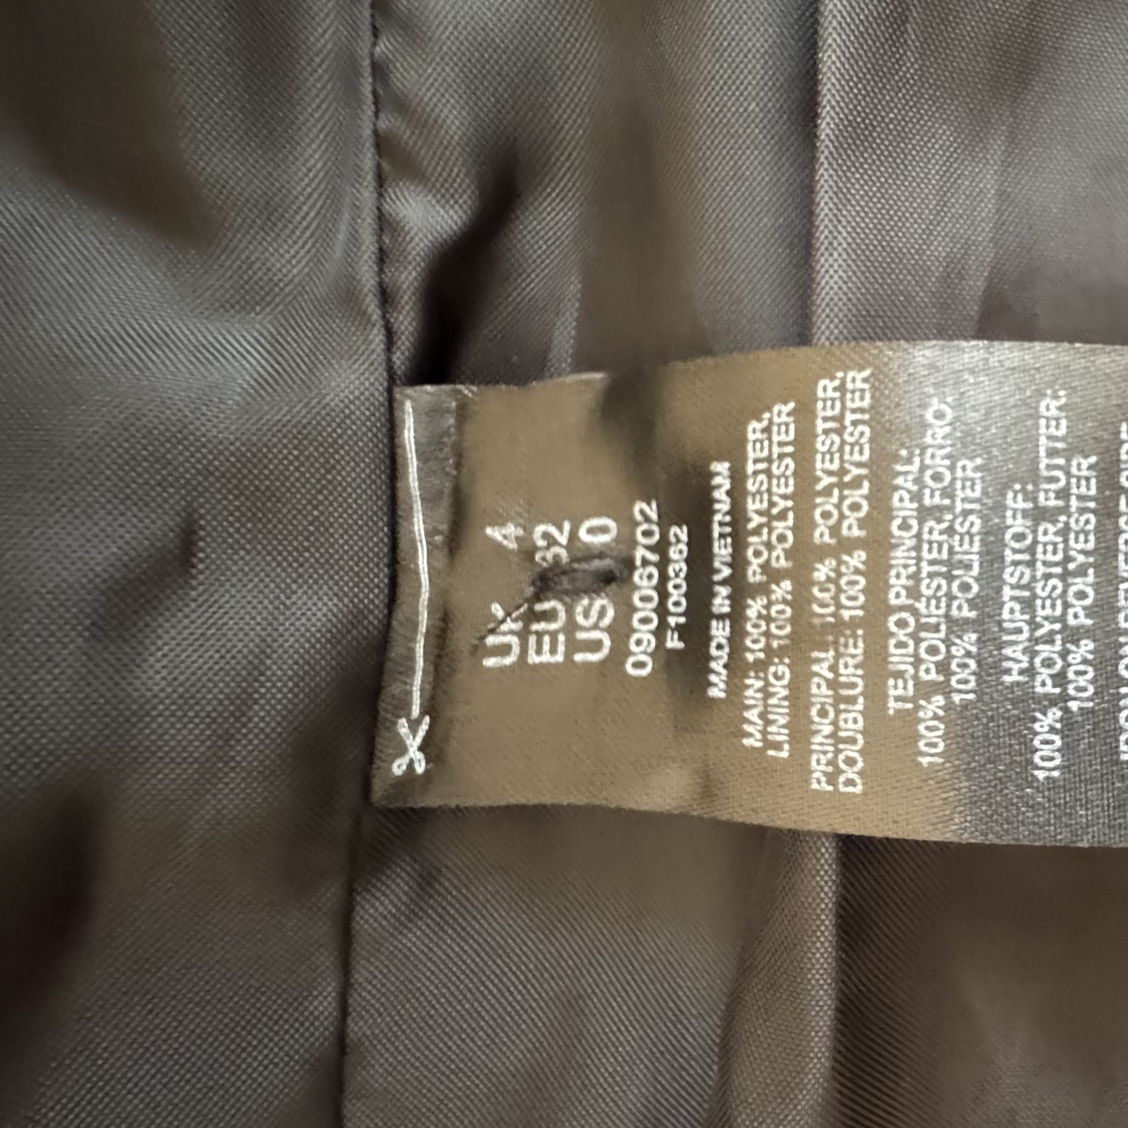 UK 4
EU 32
US 0
09006702
F100362
MADE IN VIETNAM
MAIN: 100% POLYESTER,
LINING: 100% POLYESTER
PRINCIPAL: 100% POLYESTER,
DOUBLURE: 100% POLYESTER
TEJIDO PRINCIPAL:
100% POLIÉSTER, FORRO:
100% POLIÉSTER
HAUPTSTOFF:
100% POLYESTER, FUTTER:
100% POLYESTER